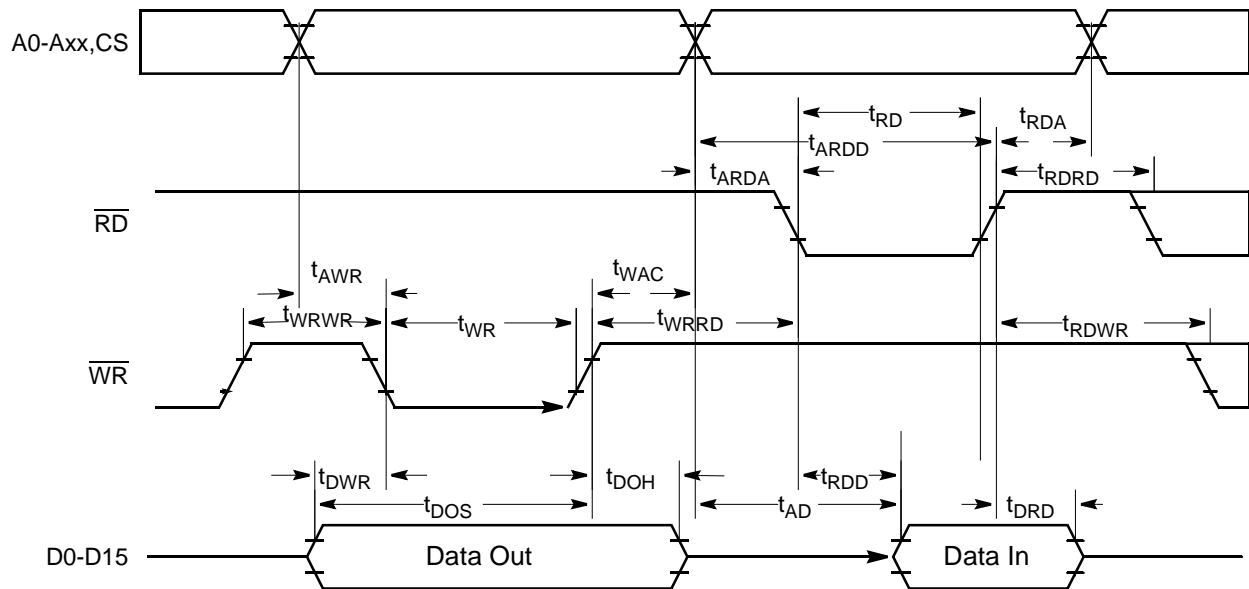 A0-Axx,CS
tRD
tRDA
tARDD
tARDA
tRDRD
RD
tAWR
tWAC
tWRWR
tWR
tWRRD
tRDWR
WR
tDWR
tDOH
tRDD
tDOS
tAD
tDRD
D0-D15
Data Out
Data In